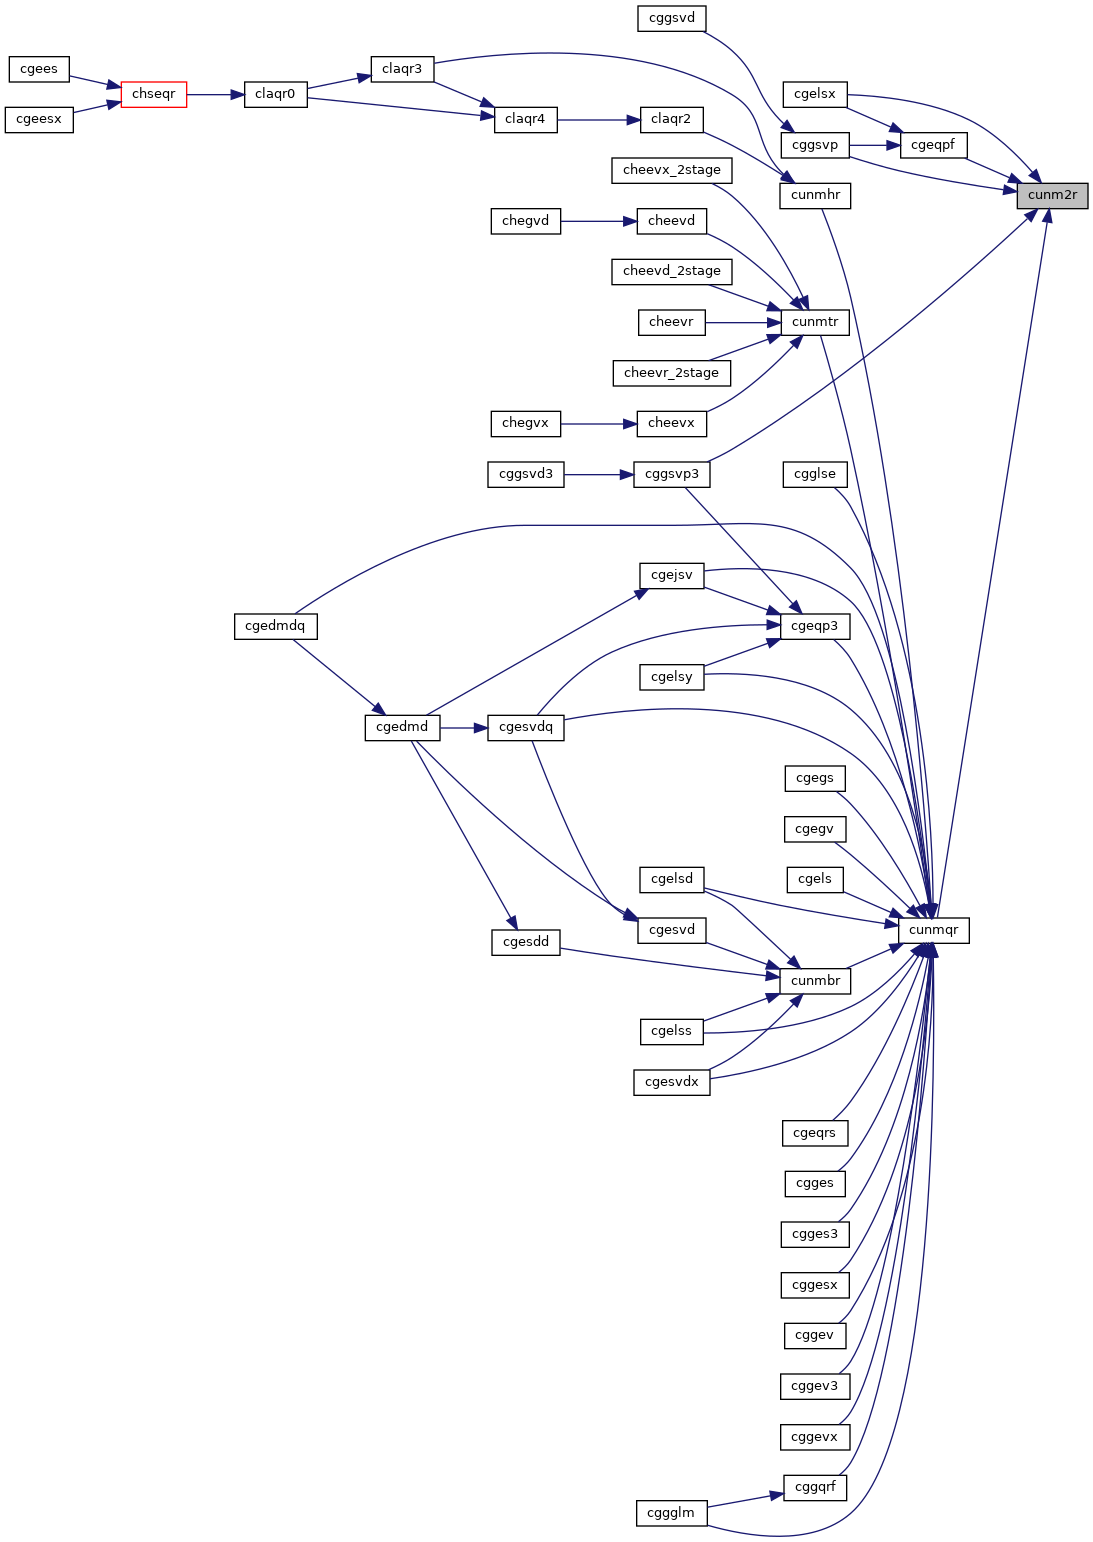 cggsvd
cgees
claqr3
chseqr
claqr0
cgelsx
cgeesx
claqr4
claqr2
cggsvp
cgeqpf
cheevx_2stage
cunmhr
cunm2r
chegvd
cheevd
cheevd_2stage
cheevr
cunmtr
cheevr_2stage
chegvx
cheevx
cggsvd3
cggsvp3
cgglse
cgejsv
cgedmdq
cgeqp3
cgelsy
cgedmd
cgesvdq
cgegs
cgegv
cgelsd
cgels
cgesvd
cunmqr
cgesdd
cunmbr
cgelss
cgesvdx
cgeqrs
cgges
cgges3
cggesx
cggev
cggev3
cggevx
cggqrf
cggglm